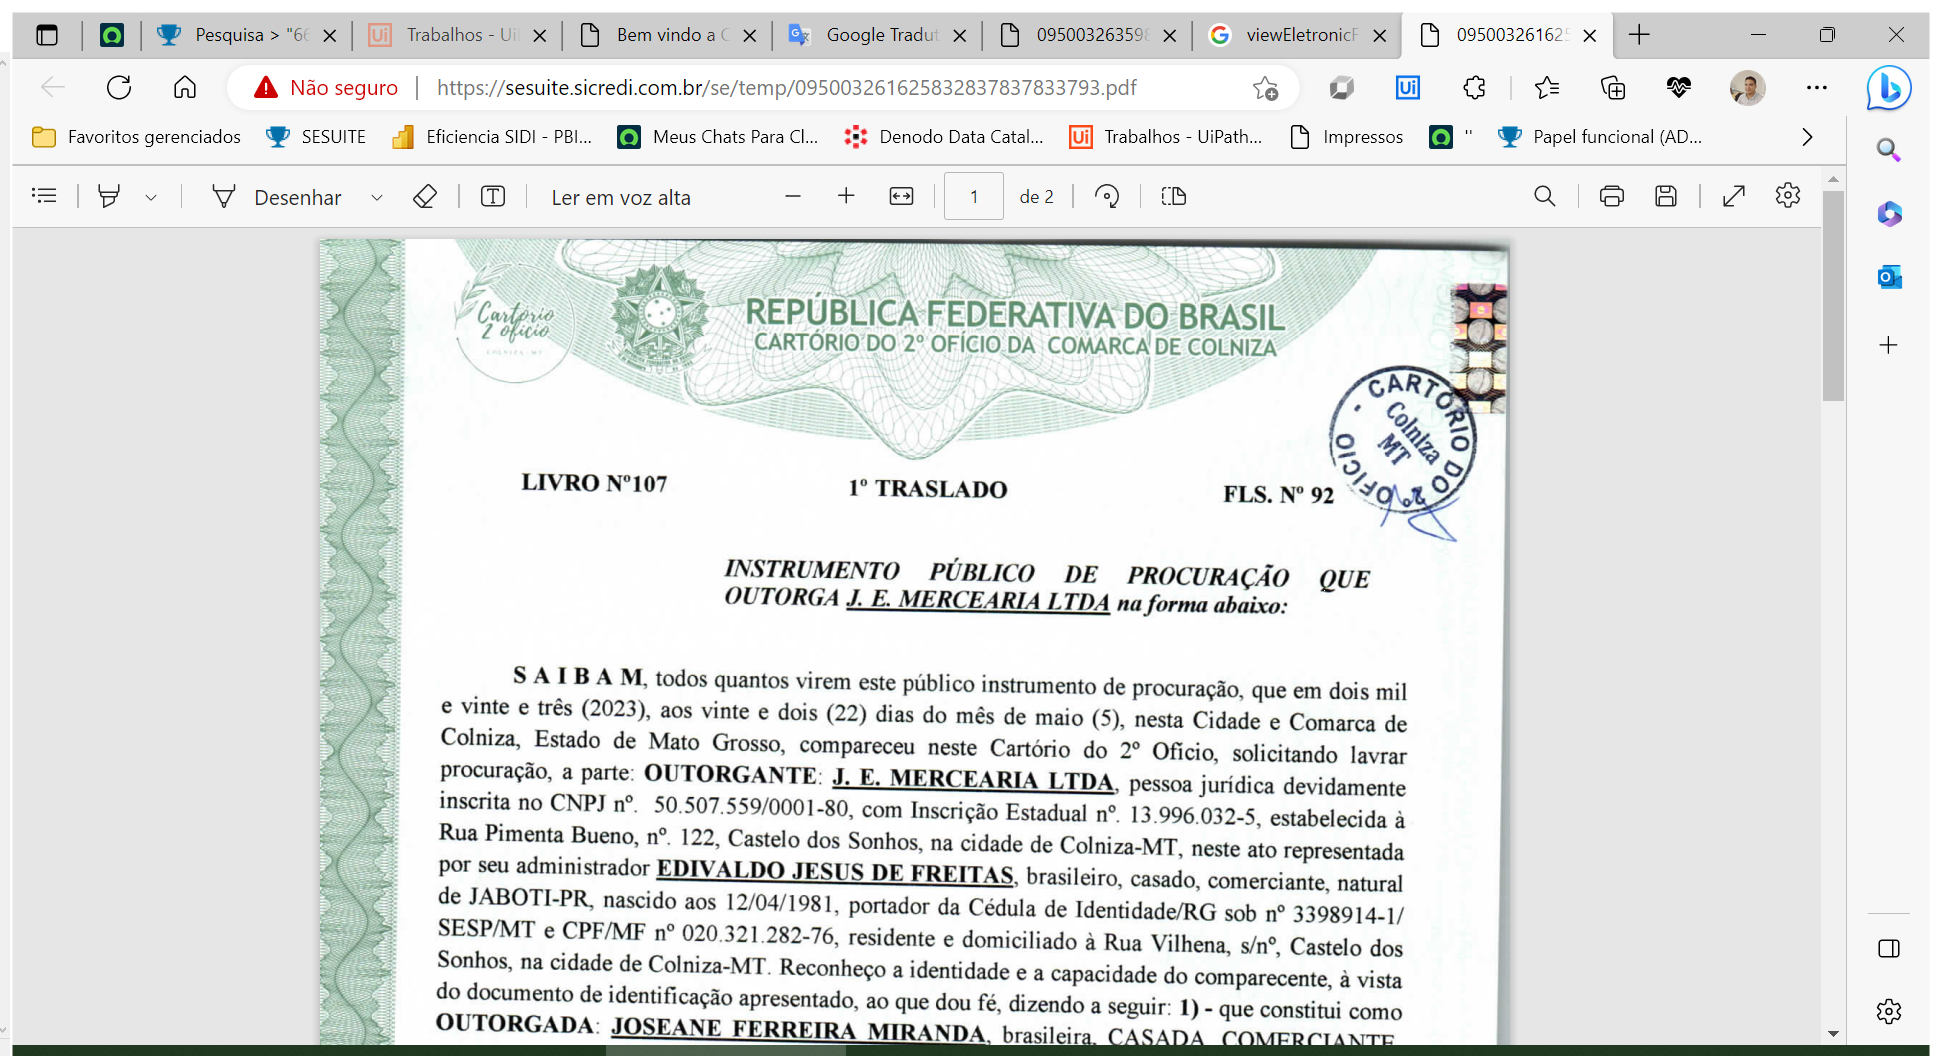 Pesquisa > "66
Trabalhos - Ui
Bem vindo a C
Google Tradut
095003263598
viewEletronicF
095003261625
Não seguro
https://sesuite.sicredi.com.br/se/temp/095003261625832837837833793.pdf
Favoritos gerenciados
SESUITE
Eficiencia SIDI - PBI...
Meus Chats Para Cl...
Denodo Data Catal...
Trabalhos - UiPath...
Impressos
"
Papel funcional (AD...
Desenhar
Ler em voz alta
1
de 2
Cartório
2 ofício
COLNIZA - MT
REPÚBLICA FEDERATIVA DO BRASIL
CARTÓRIO DO 2º OFÍCIO DA COMARCA DE COLNIZA
- CARTÓRIO DO 2º OFICIO
Colniza
MT
LIVRO Nº107
1º TRASLADO
FLS. Nº 92
INSTRUMENTO PÚBLICO DE PROCURAÇÃO QUE
OUTORGA J. E. MERCEARIA LTDA na forma abaixo:
S A I B A M, todos quantos virem este público instrumento de procuração, que em dois mil
e vinte e três (2023), aos vinte e dois (22) dias do mês de maio (5), nesta Cidade e Comarca de
Colniza, Estado de Mato Grosso, compareceu neste Cartório do 2º Ofício, solicitando lavrar
procuração, a parte: OUTORGANTE: J. E. MERCEARIA LTDA, pessoa jurídica devidamente
inscrita no CNPJ nº. 50.507.559/0001-80, com Inscrição Estadual nº. 13.996.032-5, estabelecida à
Rua Pimenta Bueno, nº. 122, Castelo dos Sonhos, na cidade de Colniza-MT, neste ato representada
por seu administrador EDIVALDO JESUS DE FREITAS, brasileiro, casado, comerciante, natural
de JABOTI-PR, nascido aos 12/04/1981, portador da Cédula de Identidade/RG sob nº 3398914-1/
SESP/MT e CPF/MF nº 020.321.282-76, residente e domiciliado à Rua Vilhena, s/nº, Castelo dos
Sonhos, na cidade de Colniza-MT. Reconheço a identidade e a capacidade do comparecente, à vista
do documento de identificação apresentado, ao que dou fé, dizendo a seguir: 1) - que constitui como
OUTORGADA: JOSEANE FERREIRA MIRANDA, brasileira, CASADA, COMERCIANTE,